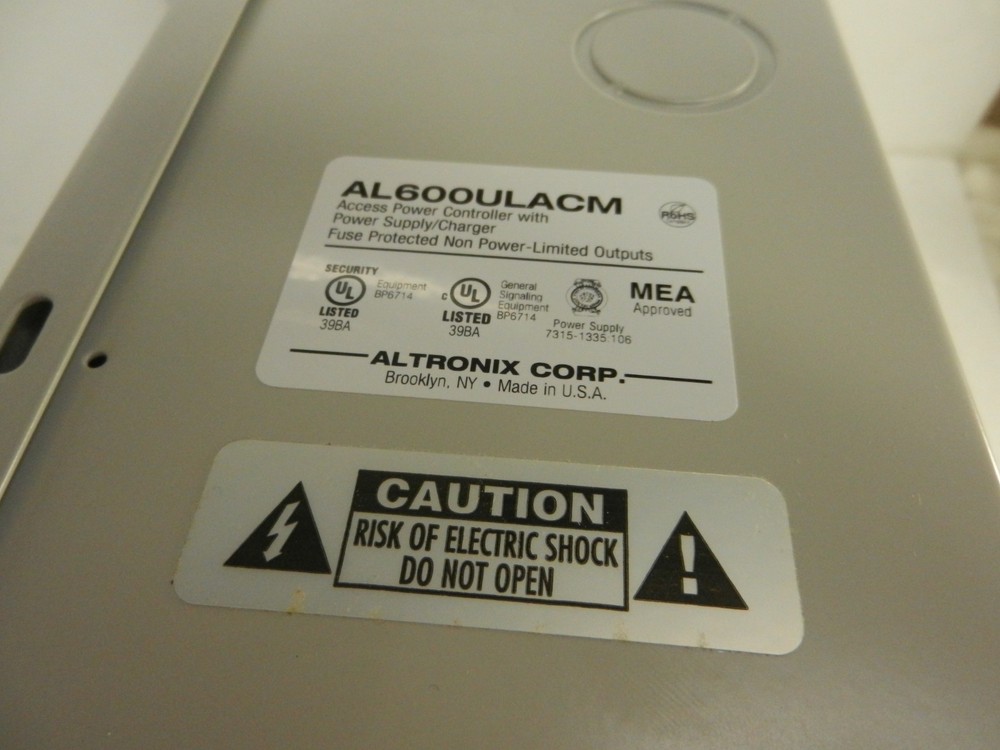 AL600ULACM
Access Power Controller with
Power Supply/Charger
Fuse Protected Non Power-Limited Outputs
RoHS
SECURITY
UL
LISTED
39BA
Equipment
BP6714
c UL
LISTED
39BA
General
Signaling
Equipment
BP6714
Power Supply
7315-1335:106
MEA
Approved
ALTRONIX CORP.
Brooklyn, NY • Made in U.S.A.
CAUTION
RISK OF ELECTRIC SHOCK
DO NOT OPEN